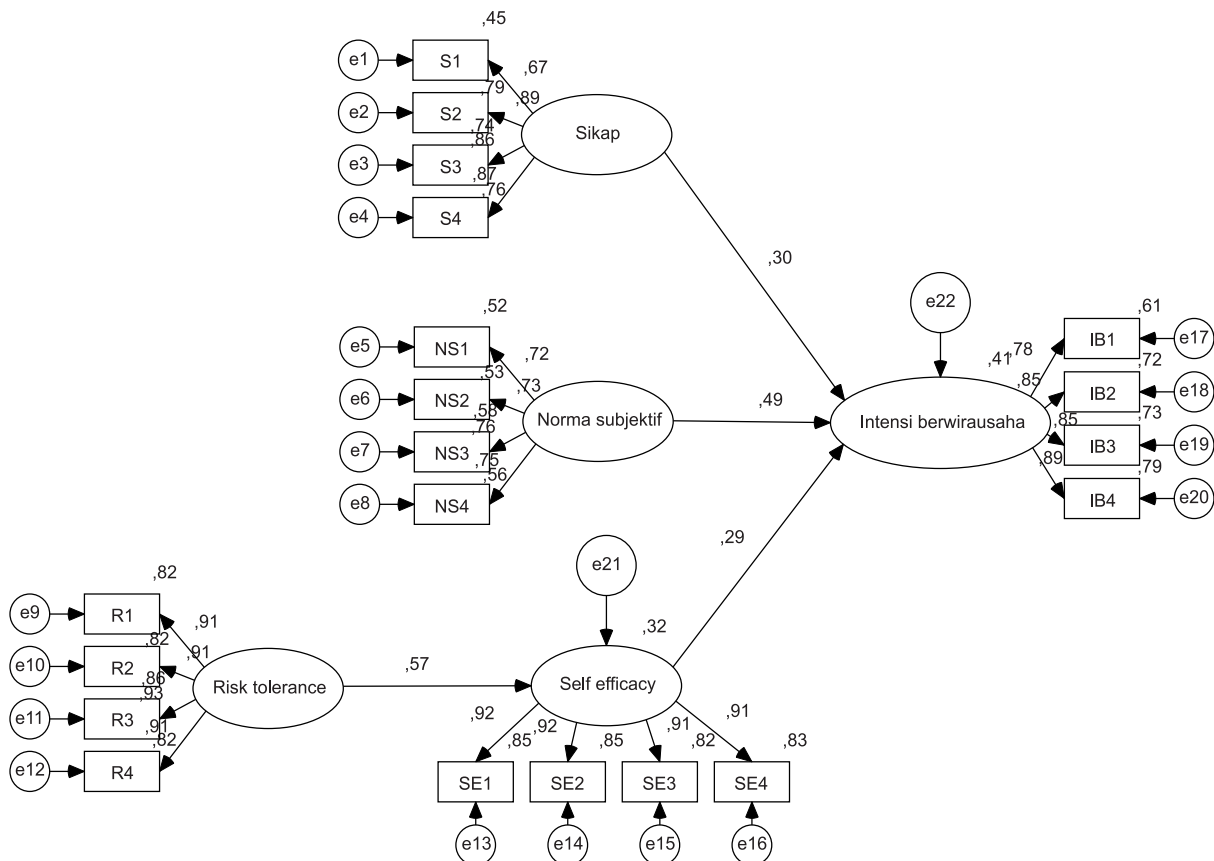 ,45
e1
S1
,67
,79
,89
e2
S2
,74
,86
e3
S3
,87
,76
e4
S4
Sikap
,30
,52
e5
NS1
,72
,53
,73
e6
NS2
,58
,76
e7
NS3
,75
,56
e8
NS4
Norma subjektif
,49
e22
,41
Intensi berwirausaha
,78
,85
,85
,89
,61
IB1
e17
,72
IB2
e18
,73
IB3
e19
,79
IB4
e20
,29
,82
e9
R1
,91
,82
,91
e10
R2
,86
,93
e11
R3
,91
,82
e12
R4
Risk tolerance
,57
e21
,32
Self efficacy
,92
,92
,91
,91
,85
,85
,82
,83
SE1
SE2
SE3
SE4
e13
e14
e15
e16